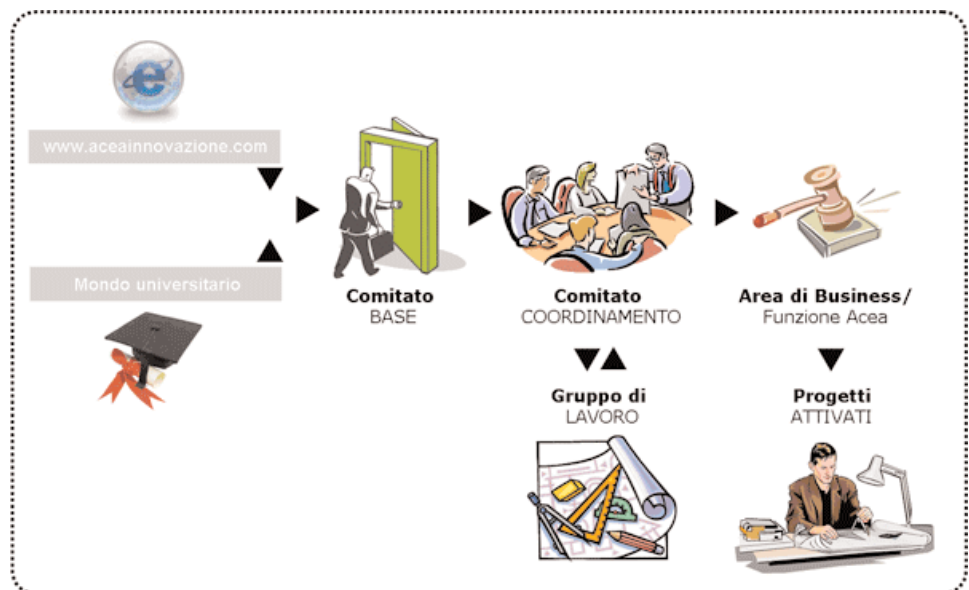 e
www.aceainnovazione.com
Mondo universitario
Comitato
BASE
Comitato
COORDINAMENTO
Area di Business/
Funzione Acea
Gruppo di
LAVORO
Progetti
ATTIVATI